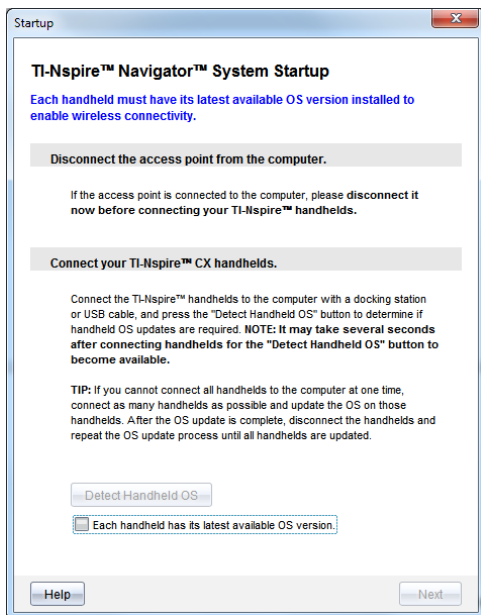 Startup
TI-Nspire™ Navigator™ System Startup
Each handheld must have its latest available OS version installed to
enable wireless connectivity.
Disconnect the access point from the computer.
If the access point is connected to the computer, please disconnect it
now before connecting your TI-Nspire™ handhelds.
Connect your TI-Nspire™ CX handhelds.
Connect the TI-Nspire™ handhelds to the computer with a docking station
or USB cable, and press the "Detect Handheld OS" button to determine if
handheld OS updates are required. NOTE: It may take several seconds
after connecting handhelds for the "Detect Handheld OS" button to
become available.
TIP: If you cannot connect all handhelds to the computer at one time,
connect as many handhelds as possible and update the OS on those
handhelds. After the OS update is complete, disconnect the handhelds and
repeat the OS update process until all handhelds are updated.
Detect Handheld OS
Each handheld has its latest available OS version.
Help
Next